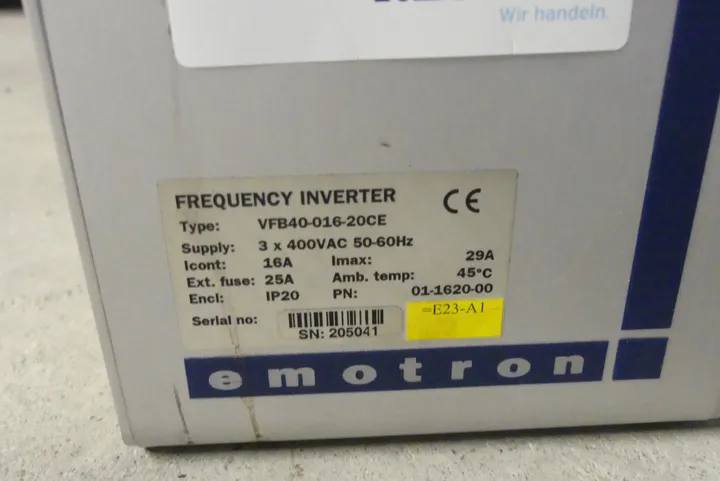 Wir handeln.
FREQUENCY INVERTER
CE
Type: VFB40-016-20CE
Supply: 3 x 400VAC 50-60Hz
Icont: 16A Imax: 29A
Ext. fuse: 25A Amb. temp: 45°C
Encl: IP20 PN: 01-1620-00
Serial no:
SN: 205041
=E23-A1
emotron